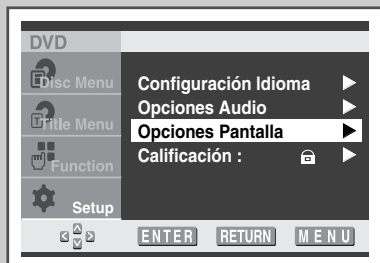 DVD
Disc Menu
Title Menu
Function
Setup
Configuración Idioma
Opciones Audio
Opciones Pantalla
Calificación :
ENTER RETURN MENU